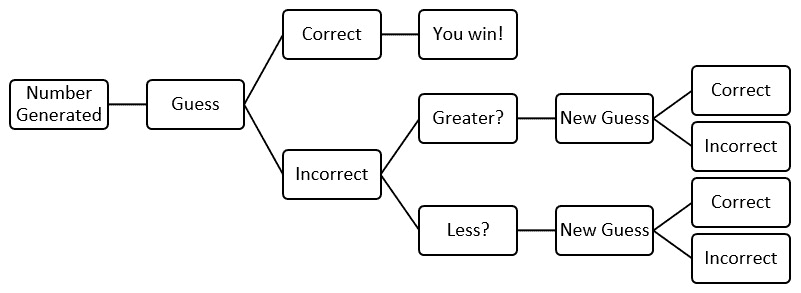 Number
Generated
Guess
Correct
You win!
Incorrect
Greater?
New Guess
Correct
Incorrect
Less?
New Guess
Correct
Incorrect